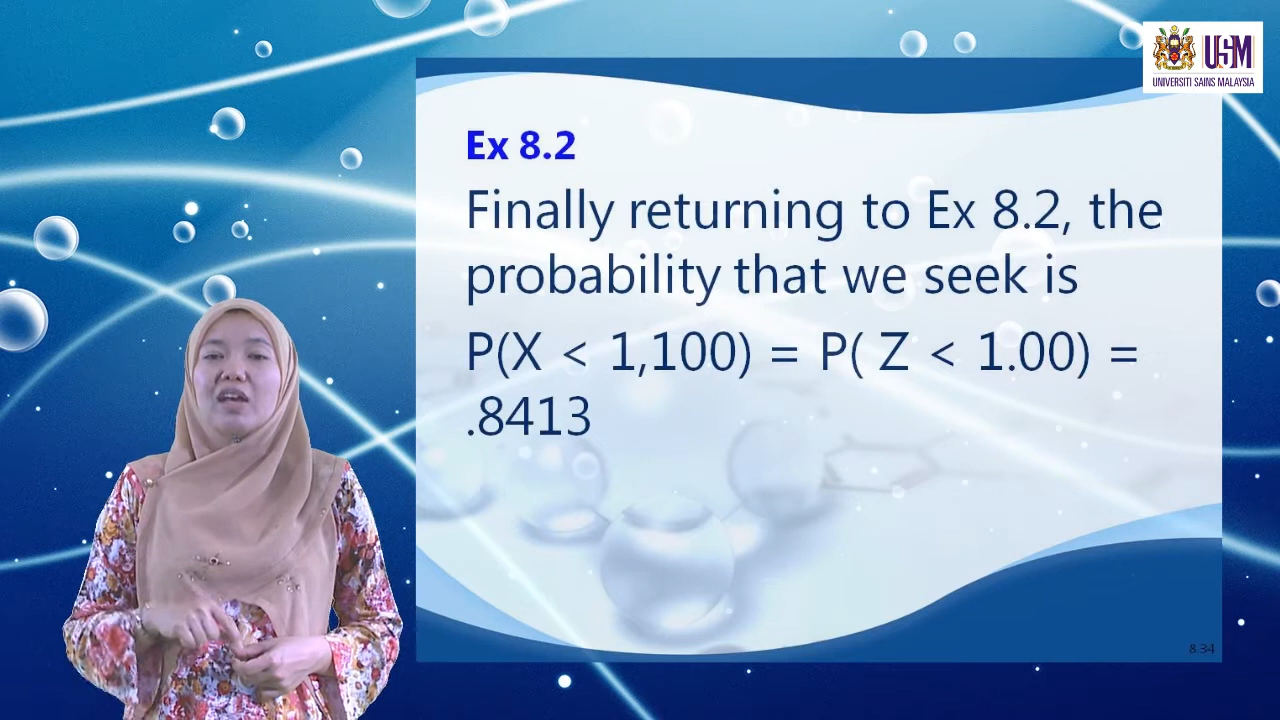 USM
UNIVERSITI SAINS MALAYSIA
Ex 8.2
Finally returning to Ex 8.2, the
probability that we seek is
P(X < 1,100) = P( Z < 1.00) =
.8413
8.34